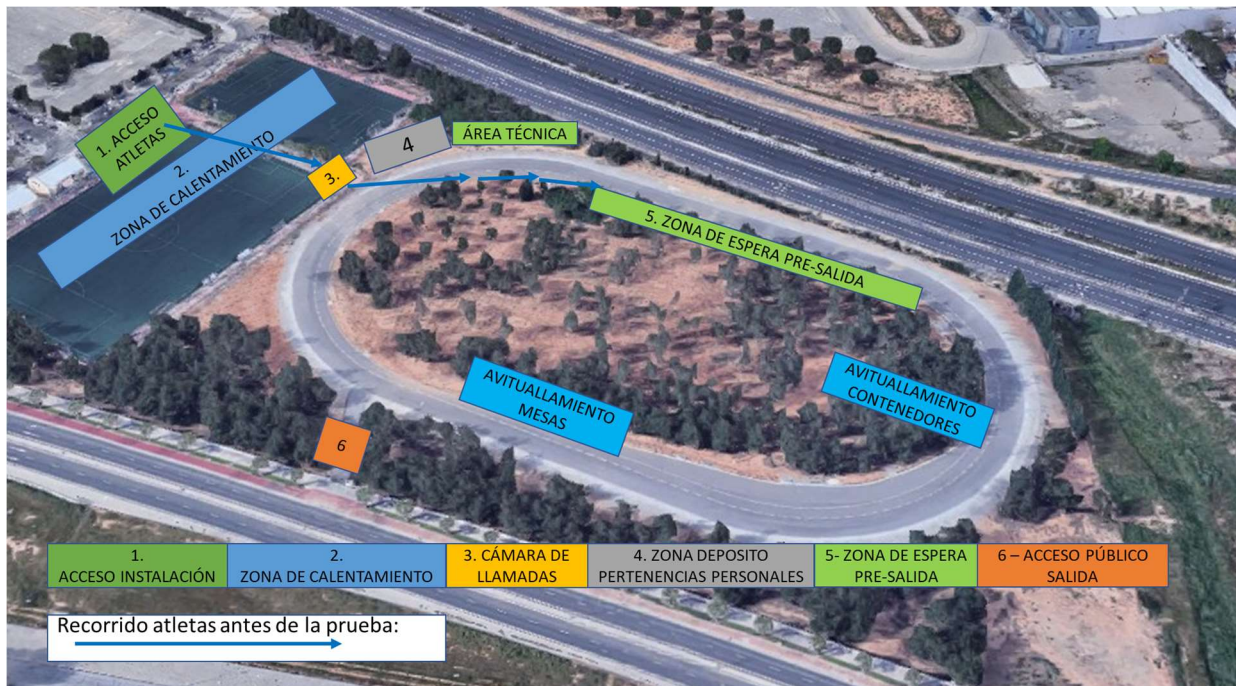 1. ACCESO
ATLETAS
2.
ZONA DE CALENTAMIENTO
3.
4
ÁREA TÉCNICA
5. ZONA DE ESPERA PRE-SALIDA
AVITUALLAMIENTO
MESAS
AVITUALLAMIENTO
CONTENEDORES
6
1.
ACCESO INSTALACIÓN
2.
ZONA DE CALENTAMIENTO
3. CÁMARA DE
LLAMADAS
4. ZONA DEPOSITO
PERTENENCIAS PERSONALES
5- ZONA DE ESPERA
PRE-SALIDA
6 – ACCESO PÚBLICO
SALIDA
Recorrido atletas antes de la prueba: